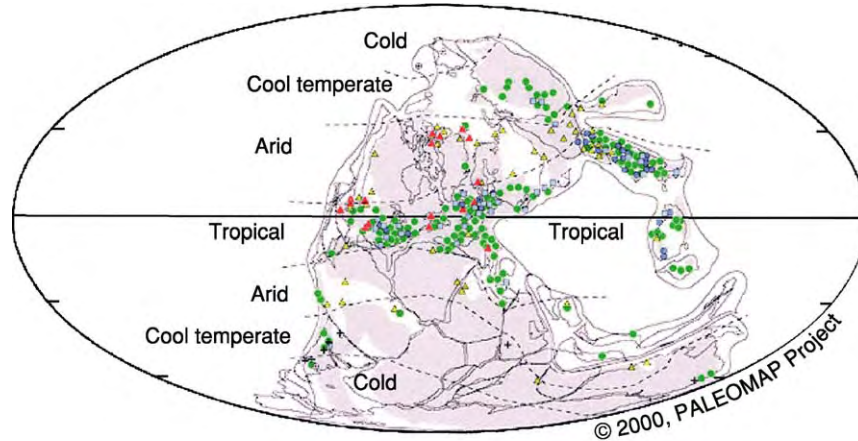 Cold
Cool temperate
Arid
Tropical
Tropical
Arid
Cool temperate
Cold
© 2000, PALEOMAP Project